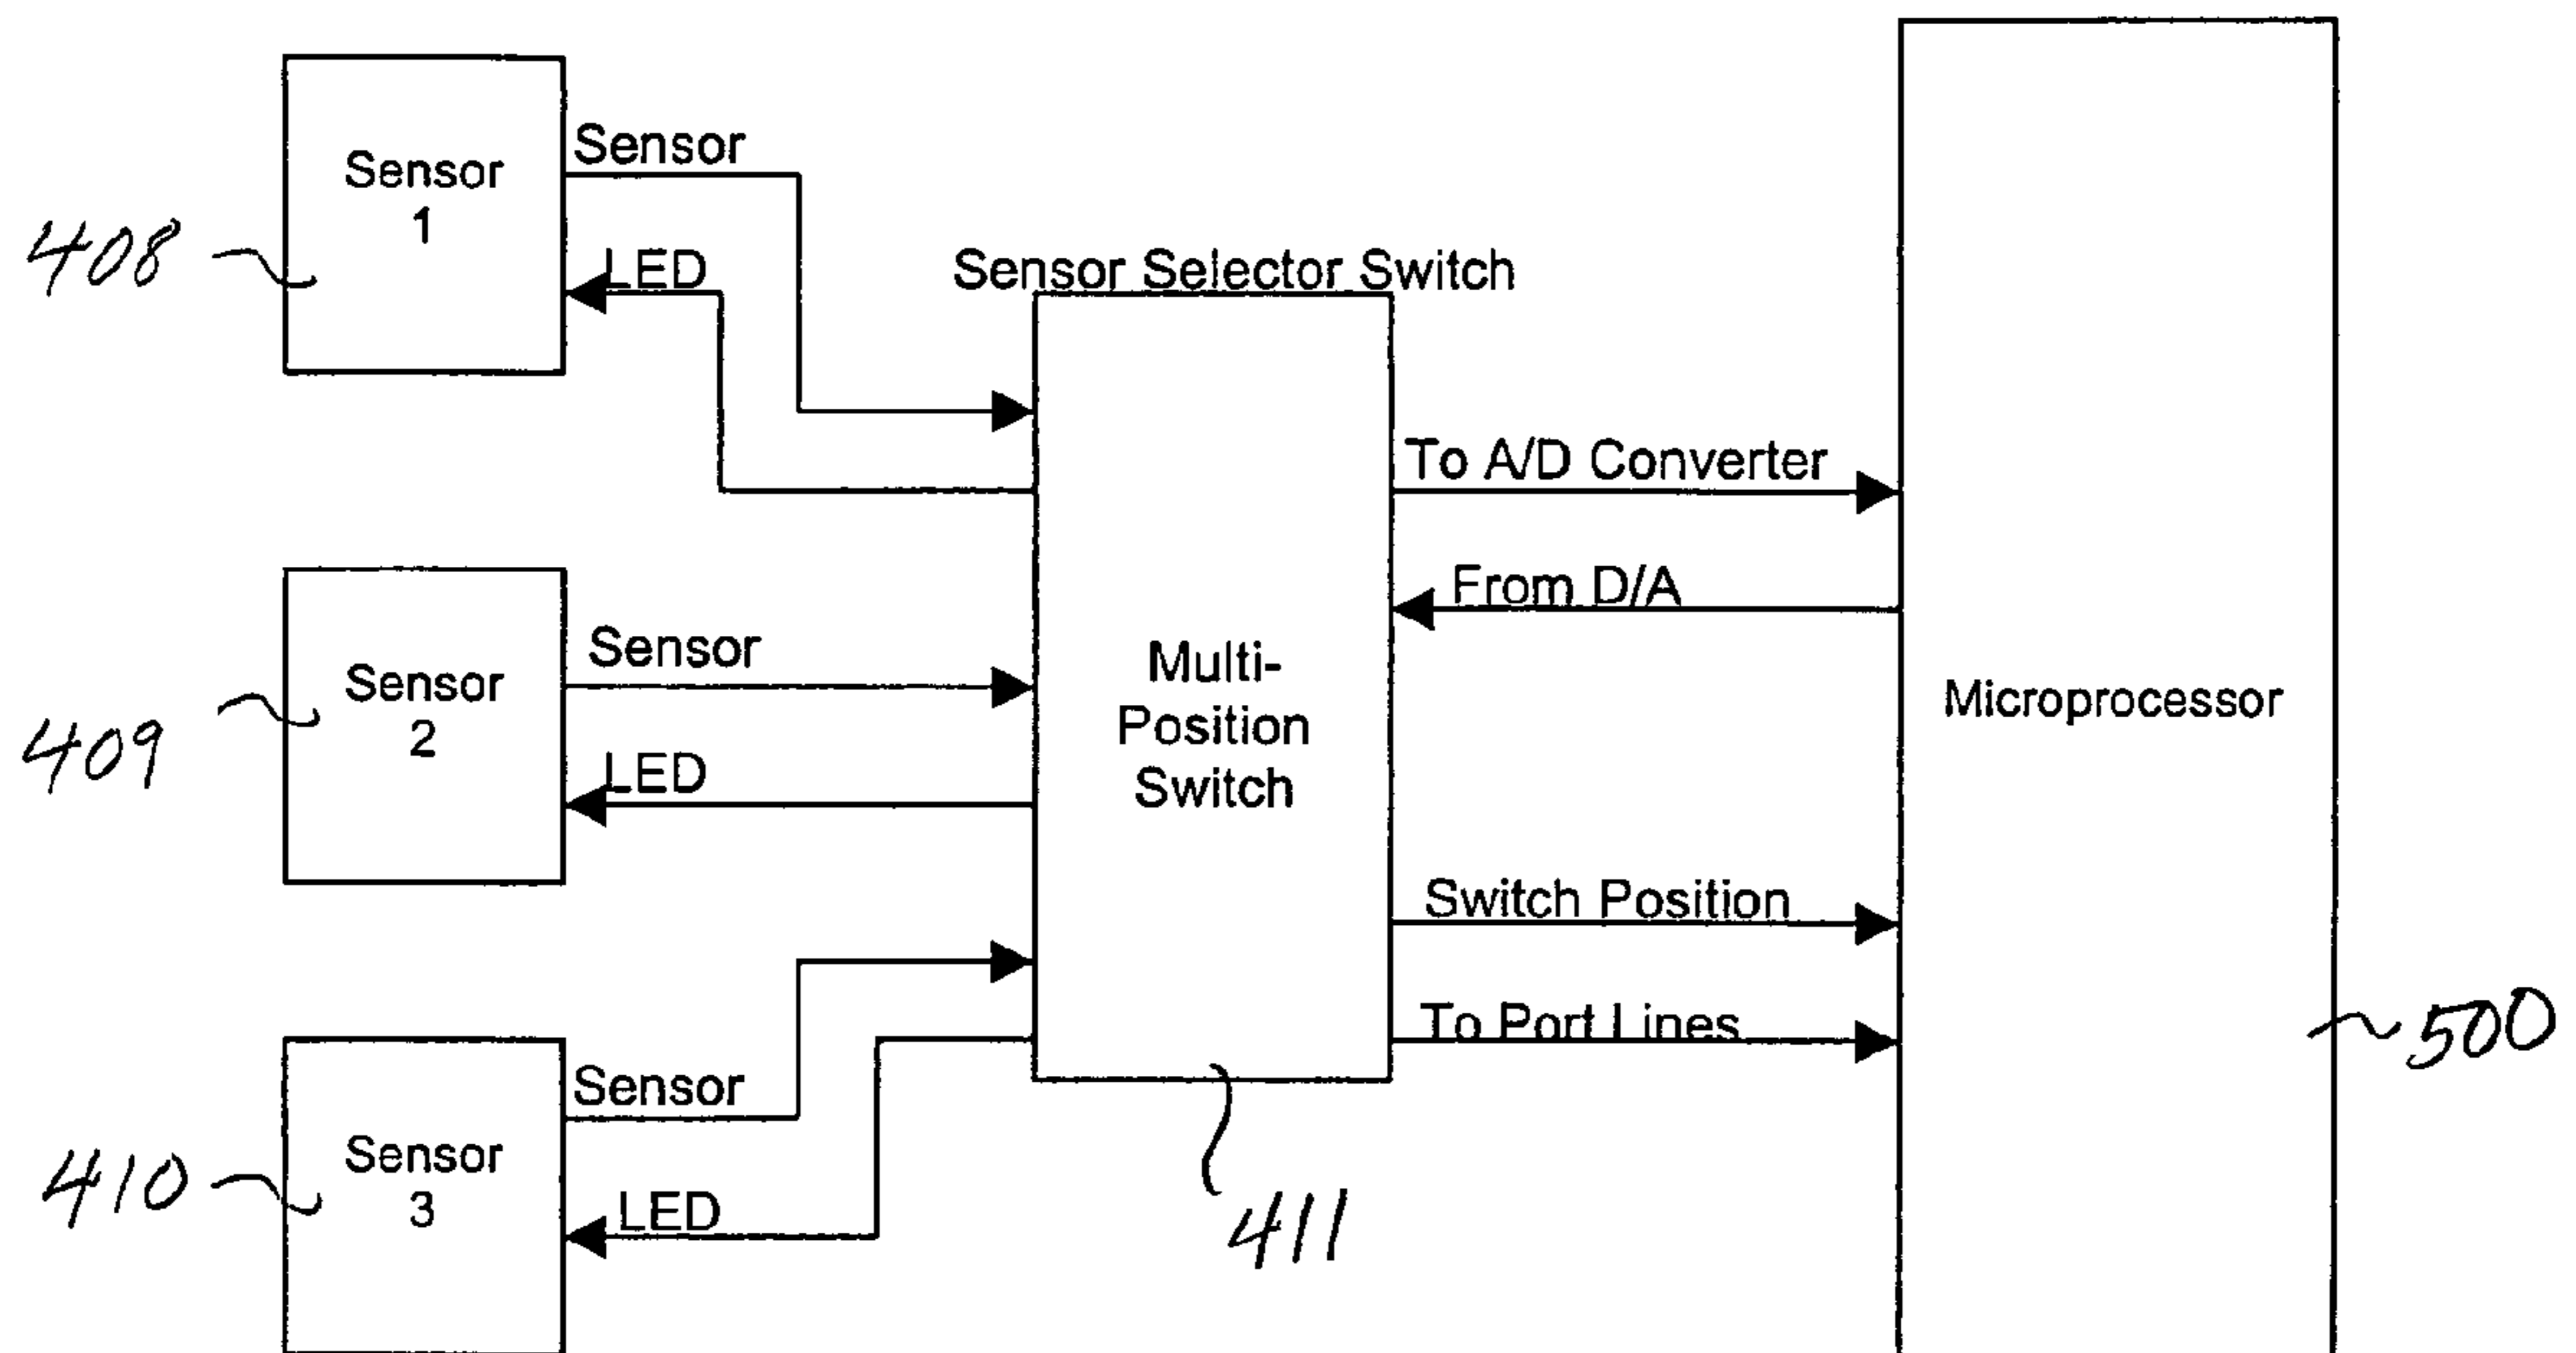 Sensor
1
408
Sensor
LED
Sensor Selector Switch
Multi-
Position
Switch
411
Sensor
2
409
Sensor
LED
Sensor
3
410
Sensor
LED
To A/D Converter
From D/A
Switch Position
To Port Lines
Microprocessor
500